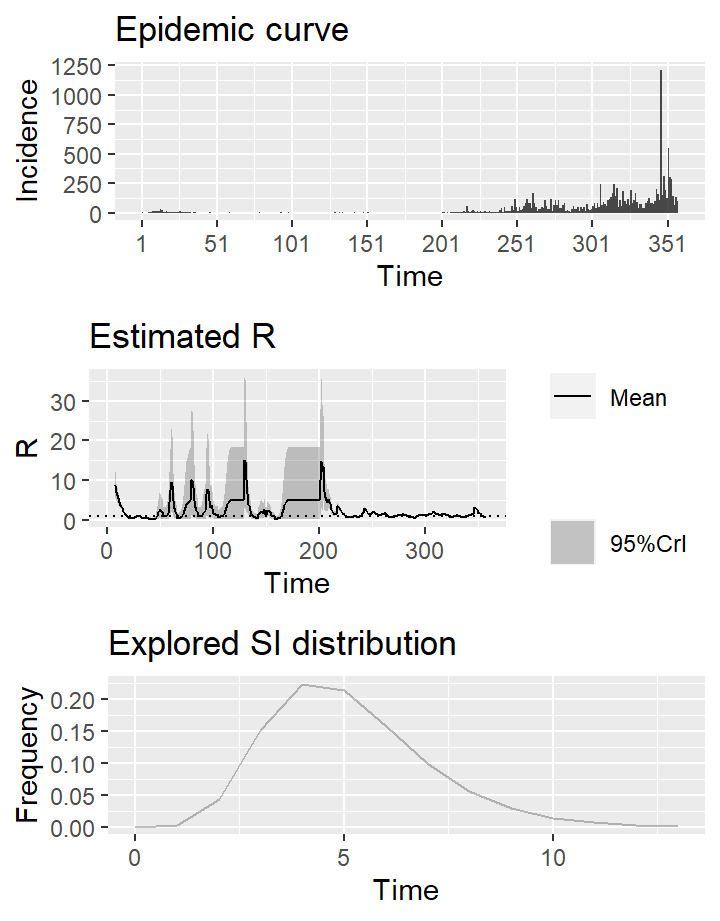 Epidemic curve
1250
1000
750
500
250
0
Incidence
1 51 101 151 201 251 301 351
Time
Estimated R
30
20
10
0
R
0 100 200 300
Time
Mean
95%CrI
Explored SI distribution
0.20
0.15
0.10
0.05
0.00
Frequency
0 5 10
Time